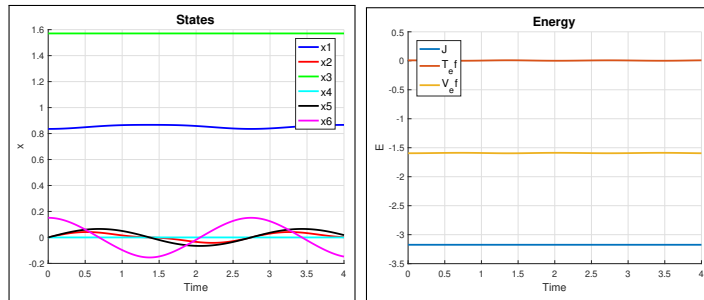 States
1.6
1.4
1.2
1
0.8
0.6
0.4
0.2
0
-0.2
x
0
0.5
1
1.5
2
2.5
3
3.5
4
Time
x1
x2
x3
x4
x5
x6
Energy
0.5
0
-0.5
-1
-1.5
-2
-2.5
-3
-3.5
E
0
0.5
1
1.5
2
2.5
3
3.5
4
Time
J
T_e f
V_e f